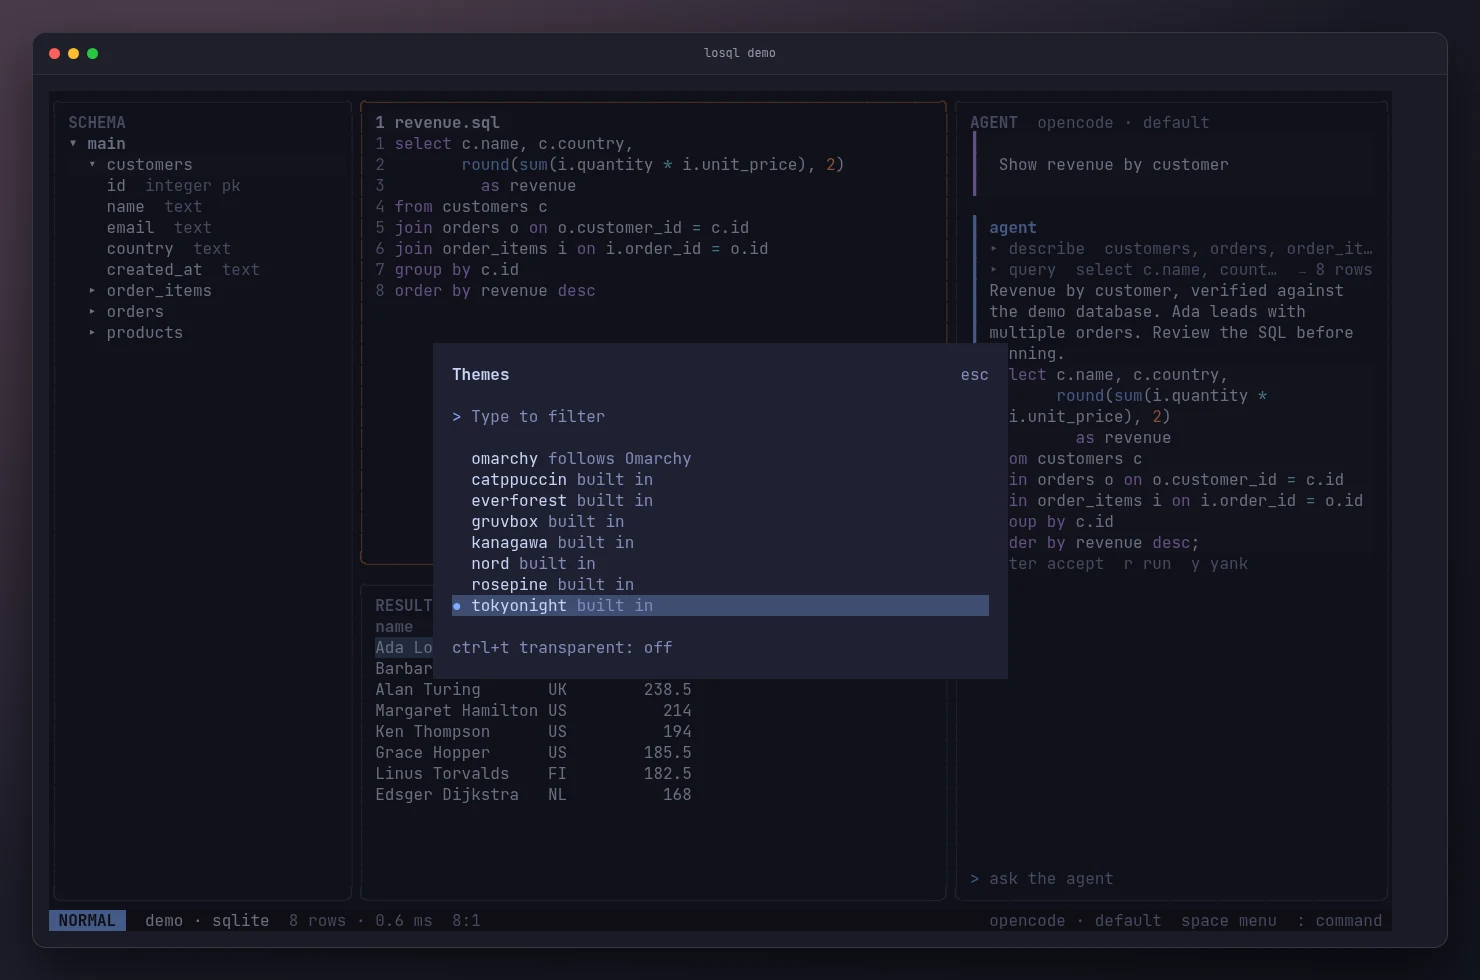 losql demo
SCHEMA
▾ main
▾ customers
id integer pk
name text
email text
country text
created_at text
▸ order_items
▸ orders
▸ products
1 revenue.sql
1 select c.name, c.country,
2 round(sum(i.quantity * i.unit_price), 2)
3 as revenue
4 from customers c
5 join orders o on o.customer_id = c.id
6 join order_items i on i.order_id = o.id
7 group by c.id
8 order by revenue desc
AGENT opencode · default
Show revenue by customer
agent
▸ describe customers, orders, order_it…
▸ query select c.name, count… – 8 rows
Revenue by customer, verified against
the demo database. Ada leads with
multiple orders. Review the SQL before
nning.
lect c.name, c.country,
round(sum(i.quantity *
i.unit_price), 2)
as revenue
om customers c
in orders o on o.customer_id = c.id
in order_items i on i.order_id = o.id
oup by c.id
der by revenue desc;
ter accept r run y yank
> ask the agent
Themes esc
> Type to filter
omarchy follows Omarchy
catppuccin built in
everforest built in
gruvbox built in
kanagawa built in
nord built in
rosepine built in
● tokyonight built in
ctrl+t transparent: off
RESULT
name
Ada Lo
Barbar
Alan Turing UK 238.5
Margaret Hamilton US 214
Ken Thompson US 194
Grace Hopper US 185.5
Linus Torvalds FI 182.5
Edsger Dijkstra NL 168
NORMAL demo · sqlite 8 rows · 0.6 ms 8:1
opencode · default space menu : command